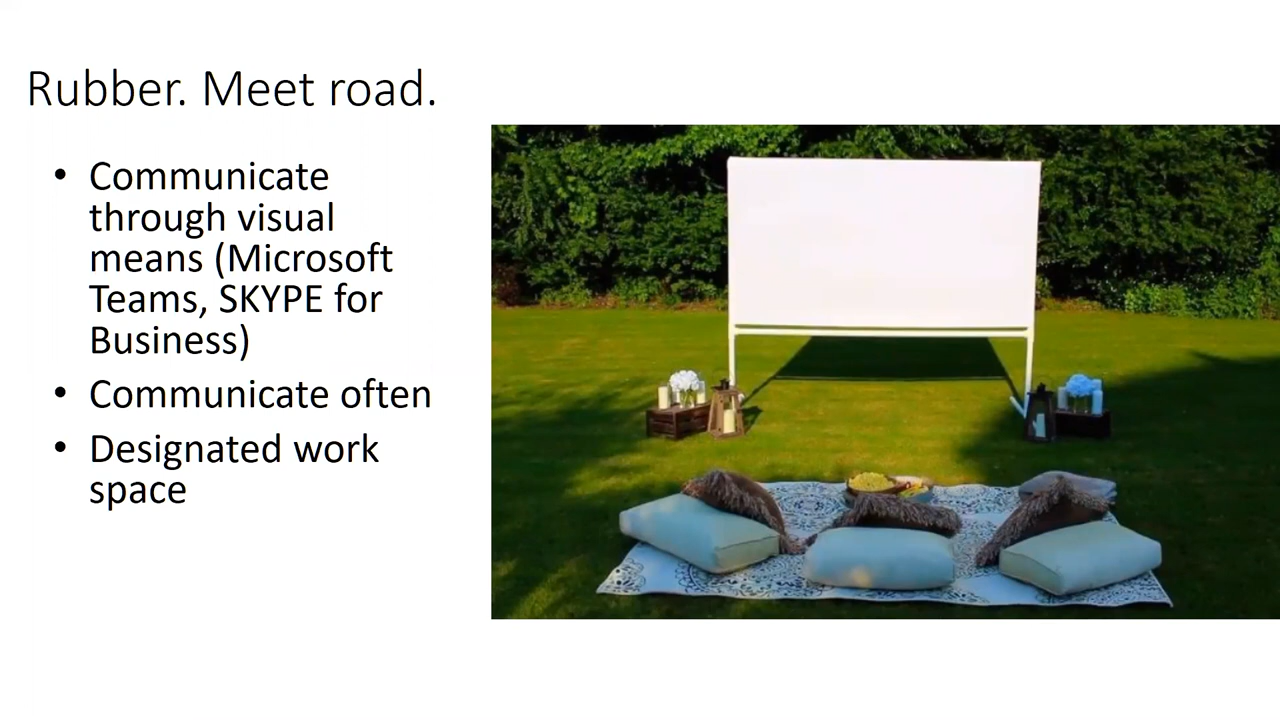 Rubber. Meet road.
• Communicate
through visual
means (Microsoft
Teams, SKYPE for
Business)
• Communicate often
• Designated work
space